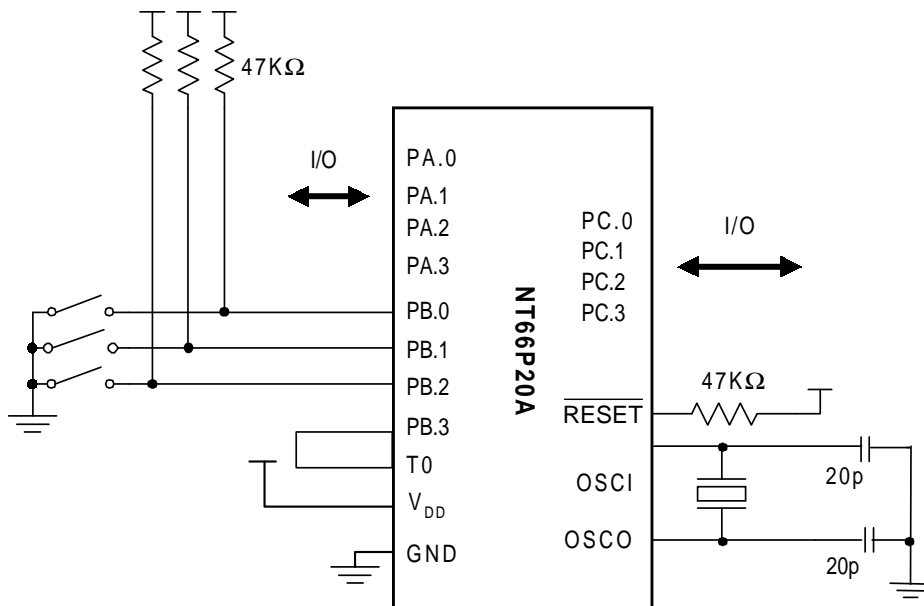 47KΩ
I/O
PA.0
PA.1
PA.2
PA.3
PB.0
PB.1
PB.2
PB.3
T0
VDD
GND
NT66P20A
PC.0
PC.1
PC.2
PC.3
I/O
RESET
47KΩ
OSCI
20p
OSCO
20p